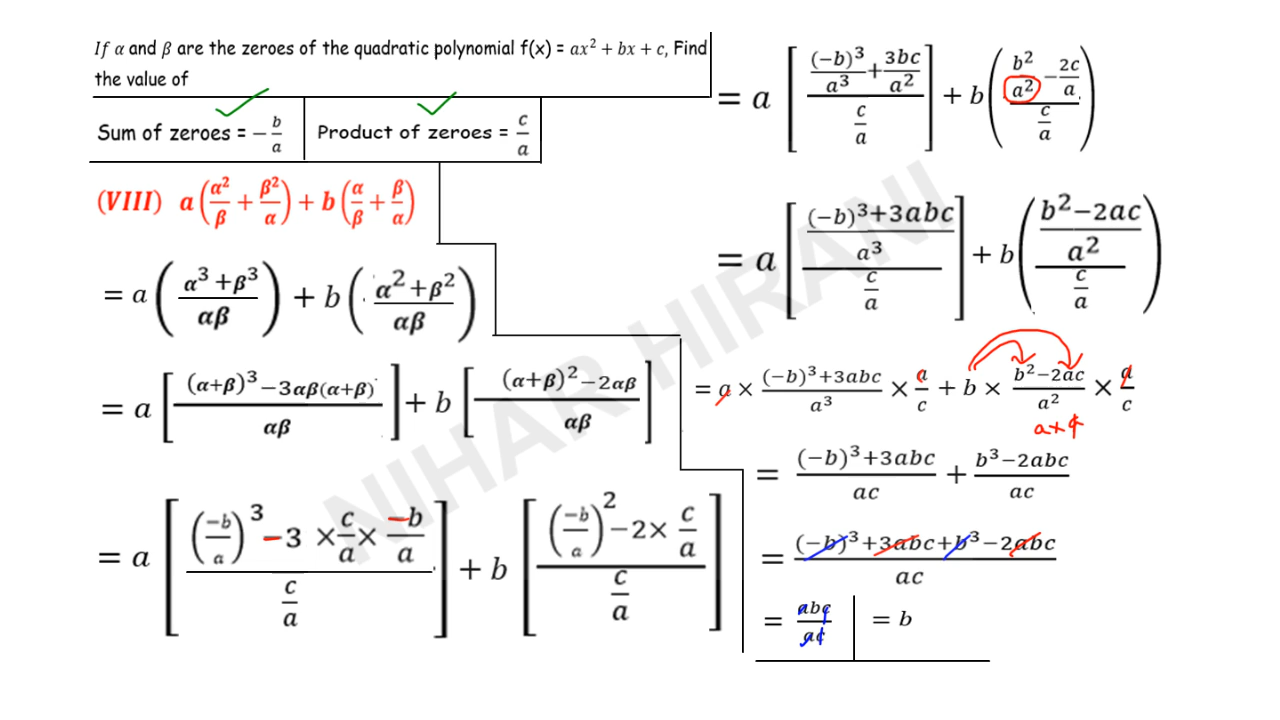 If α and β are the zeroes of the quadratic polynomial f(x) = ax² + bx + c, Find
the value of
Sum of zeroes = −b/a
Product of zeroes = c/a
(VIII) a(α²/β + β²/α) + b(α/β + β/α)
= a((α³+β³)/αβ) + b((α²+β²)/αβ)
= a[((α+β)³−3αβ(α+β))/αβ] + b[((α+β)²−2αβ)/αβ]
= a[((−b/a)³ −3 × c/a × −b/a)/(c/a)] + b[((−b/a)² −2× c/a)/(c/a)]
= a[((−b)³/a³ + 3bc/a²)/(c/a)] + b((b²/a² − 2c/a)/(c/a))
= a[(((−b)³+3abc)/a³)/(c/a)] + b(((b²−2ac)/a²)/(c/a))
= a × ((−b)³+3abc)/a³ × a/c + b × (b²−2ac)/a² × a/c
a×c
= ((−b)³+3abc)/ac + (b³−2abc)/ac
= ((−b)³+3abc+b³−2abc)/ac
= abc/ac
= b
NIHAR HIRANI